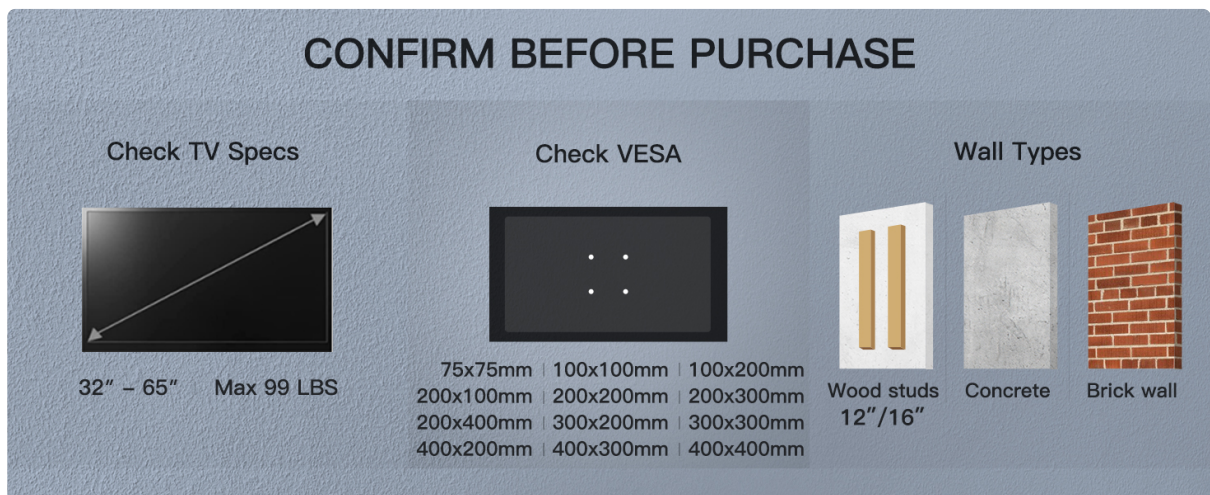 CONFIRM BEFORE PURCHASE
Check TV Specs
32″ – 65″ | Max 99 LBS
Check VESA
75x75mm | 100x100mm | 100x200mm
200x100mm | 200x200mm | 200x300mm
200x400mm | 300x200mm | 300x300mm
400x200mm | 400x300mm | 400x400mm
Wall Types
Wood studs
12″/16″
Concrete
Brick wall